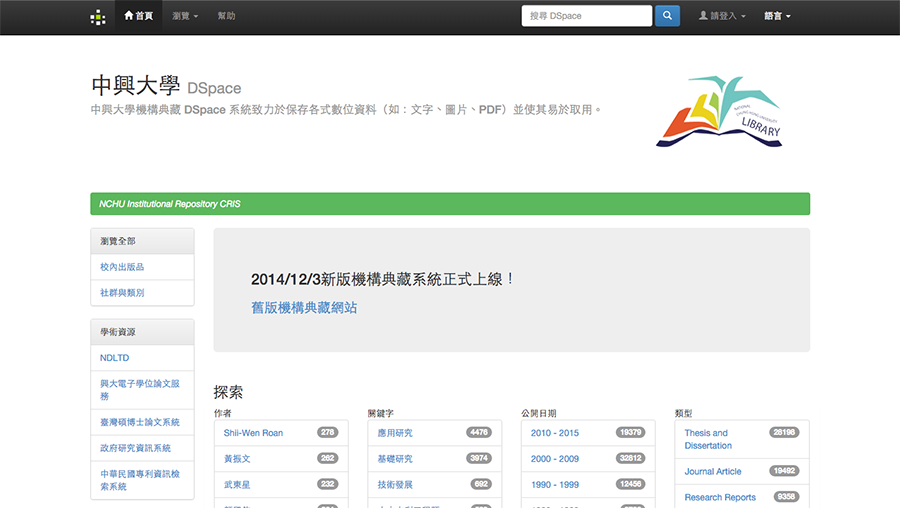 首頁 瀏覽 幫助 搜尋 DSpace 請登入 語言
中興大學 DSpace
中興大學機構典藏 DSpace 系統致力於保存各式數位資料（如：文字、圖片、PDF）並使其易於取用。
NATIONAL
CHUNG HSING UNIVERSITY
LIBRARY
NCHU Institutional Repository CRIS
瀏覽全部
校內出版品
社群與類別
學術資源
NDLTD
興大電子學位論文服
務
臺灣碩博士論文系統
政府研究資訊系統
中華民國專利資訊檢
索系統
2014/12/3新版機構典藏系統正式上線！
舊版機構典藏網站
探索
作者
Shii-Wen Roan 278
黃振文 262
武東星 232
關鍵字
應用研究 4476
基礎研究 3974
技術發展 692
公開日期
2010 - 2015 19379
2000 - 2009 32812
1990 - 1999 12456
類型
Thesis and 28198
Dissertation
Journal Article 19492
Research Reports 9358